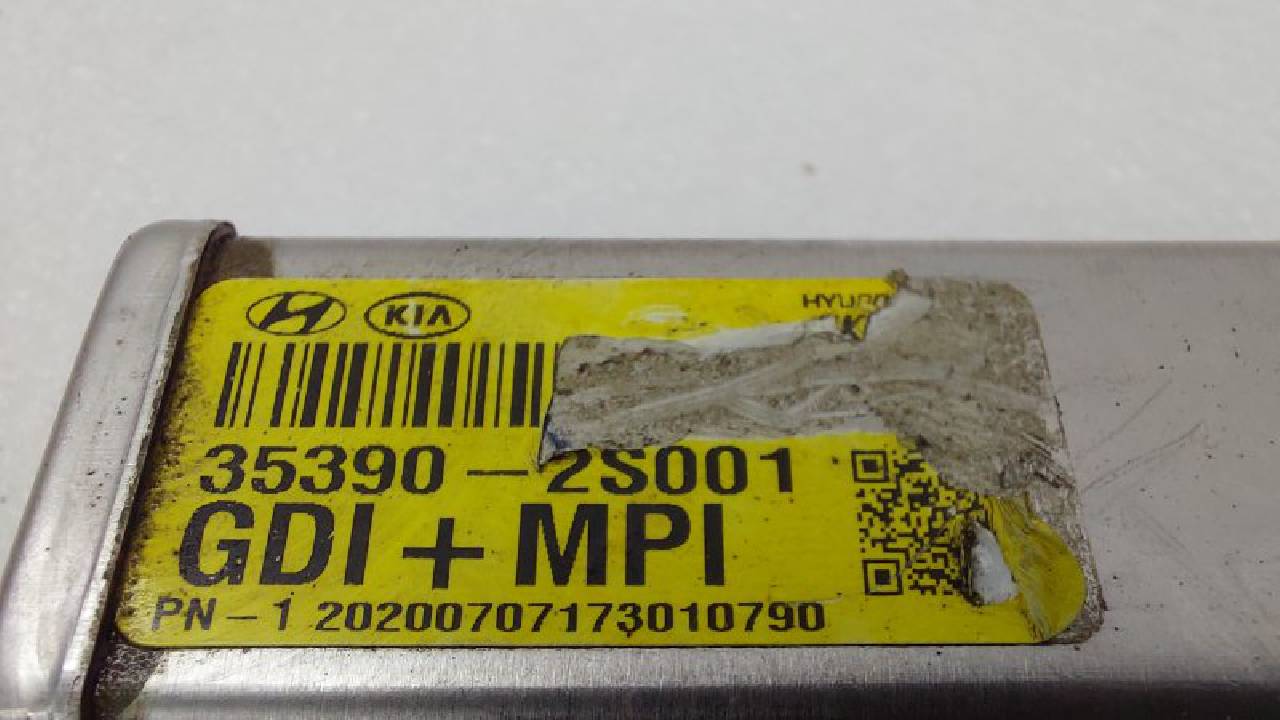 KIA
35390-2S001
GDI + MPI
PN-1 20200707173010790